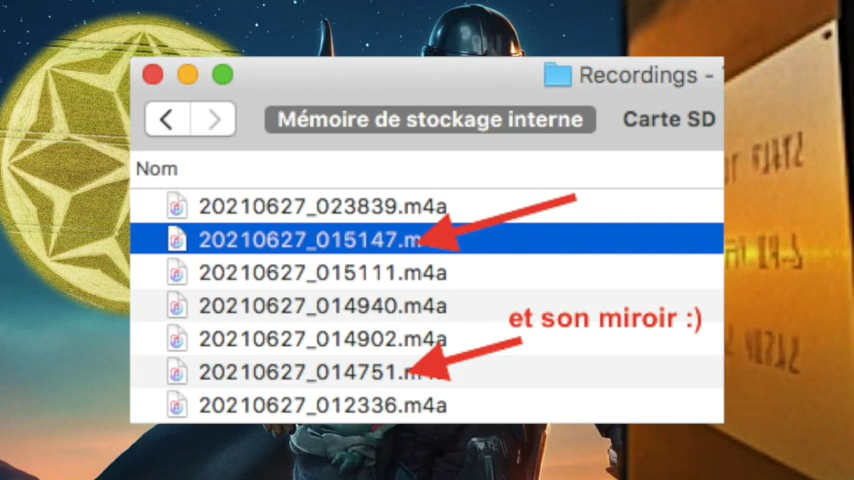 Recordings -
Mémoire de stockage interne
Carte SD
Nom
20210627_023839.m4a
20210627_015147.m
20210627_015111.m4a
20210627_014940.m4a
et son miroir :)
20210627_014902.m4a
20210627_014751.m4a
20210627_012336.m4a